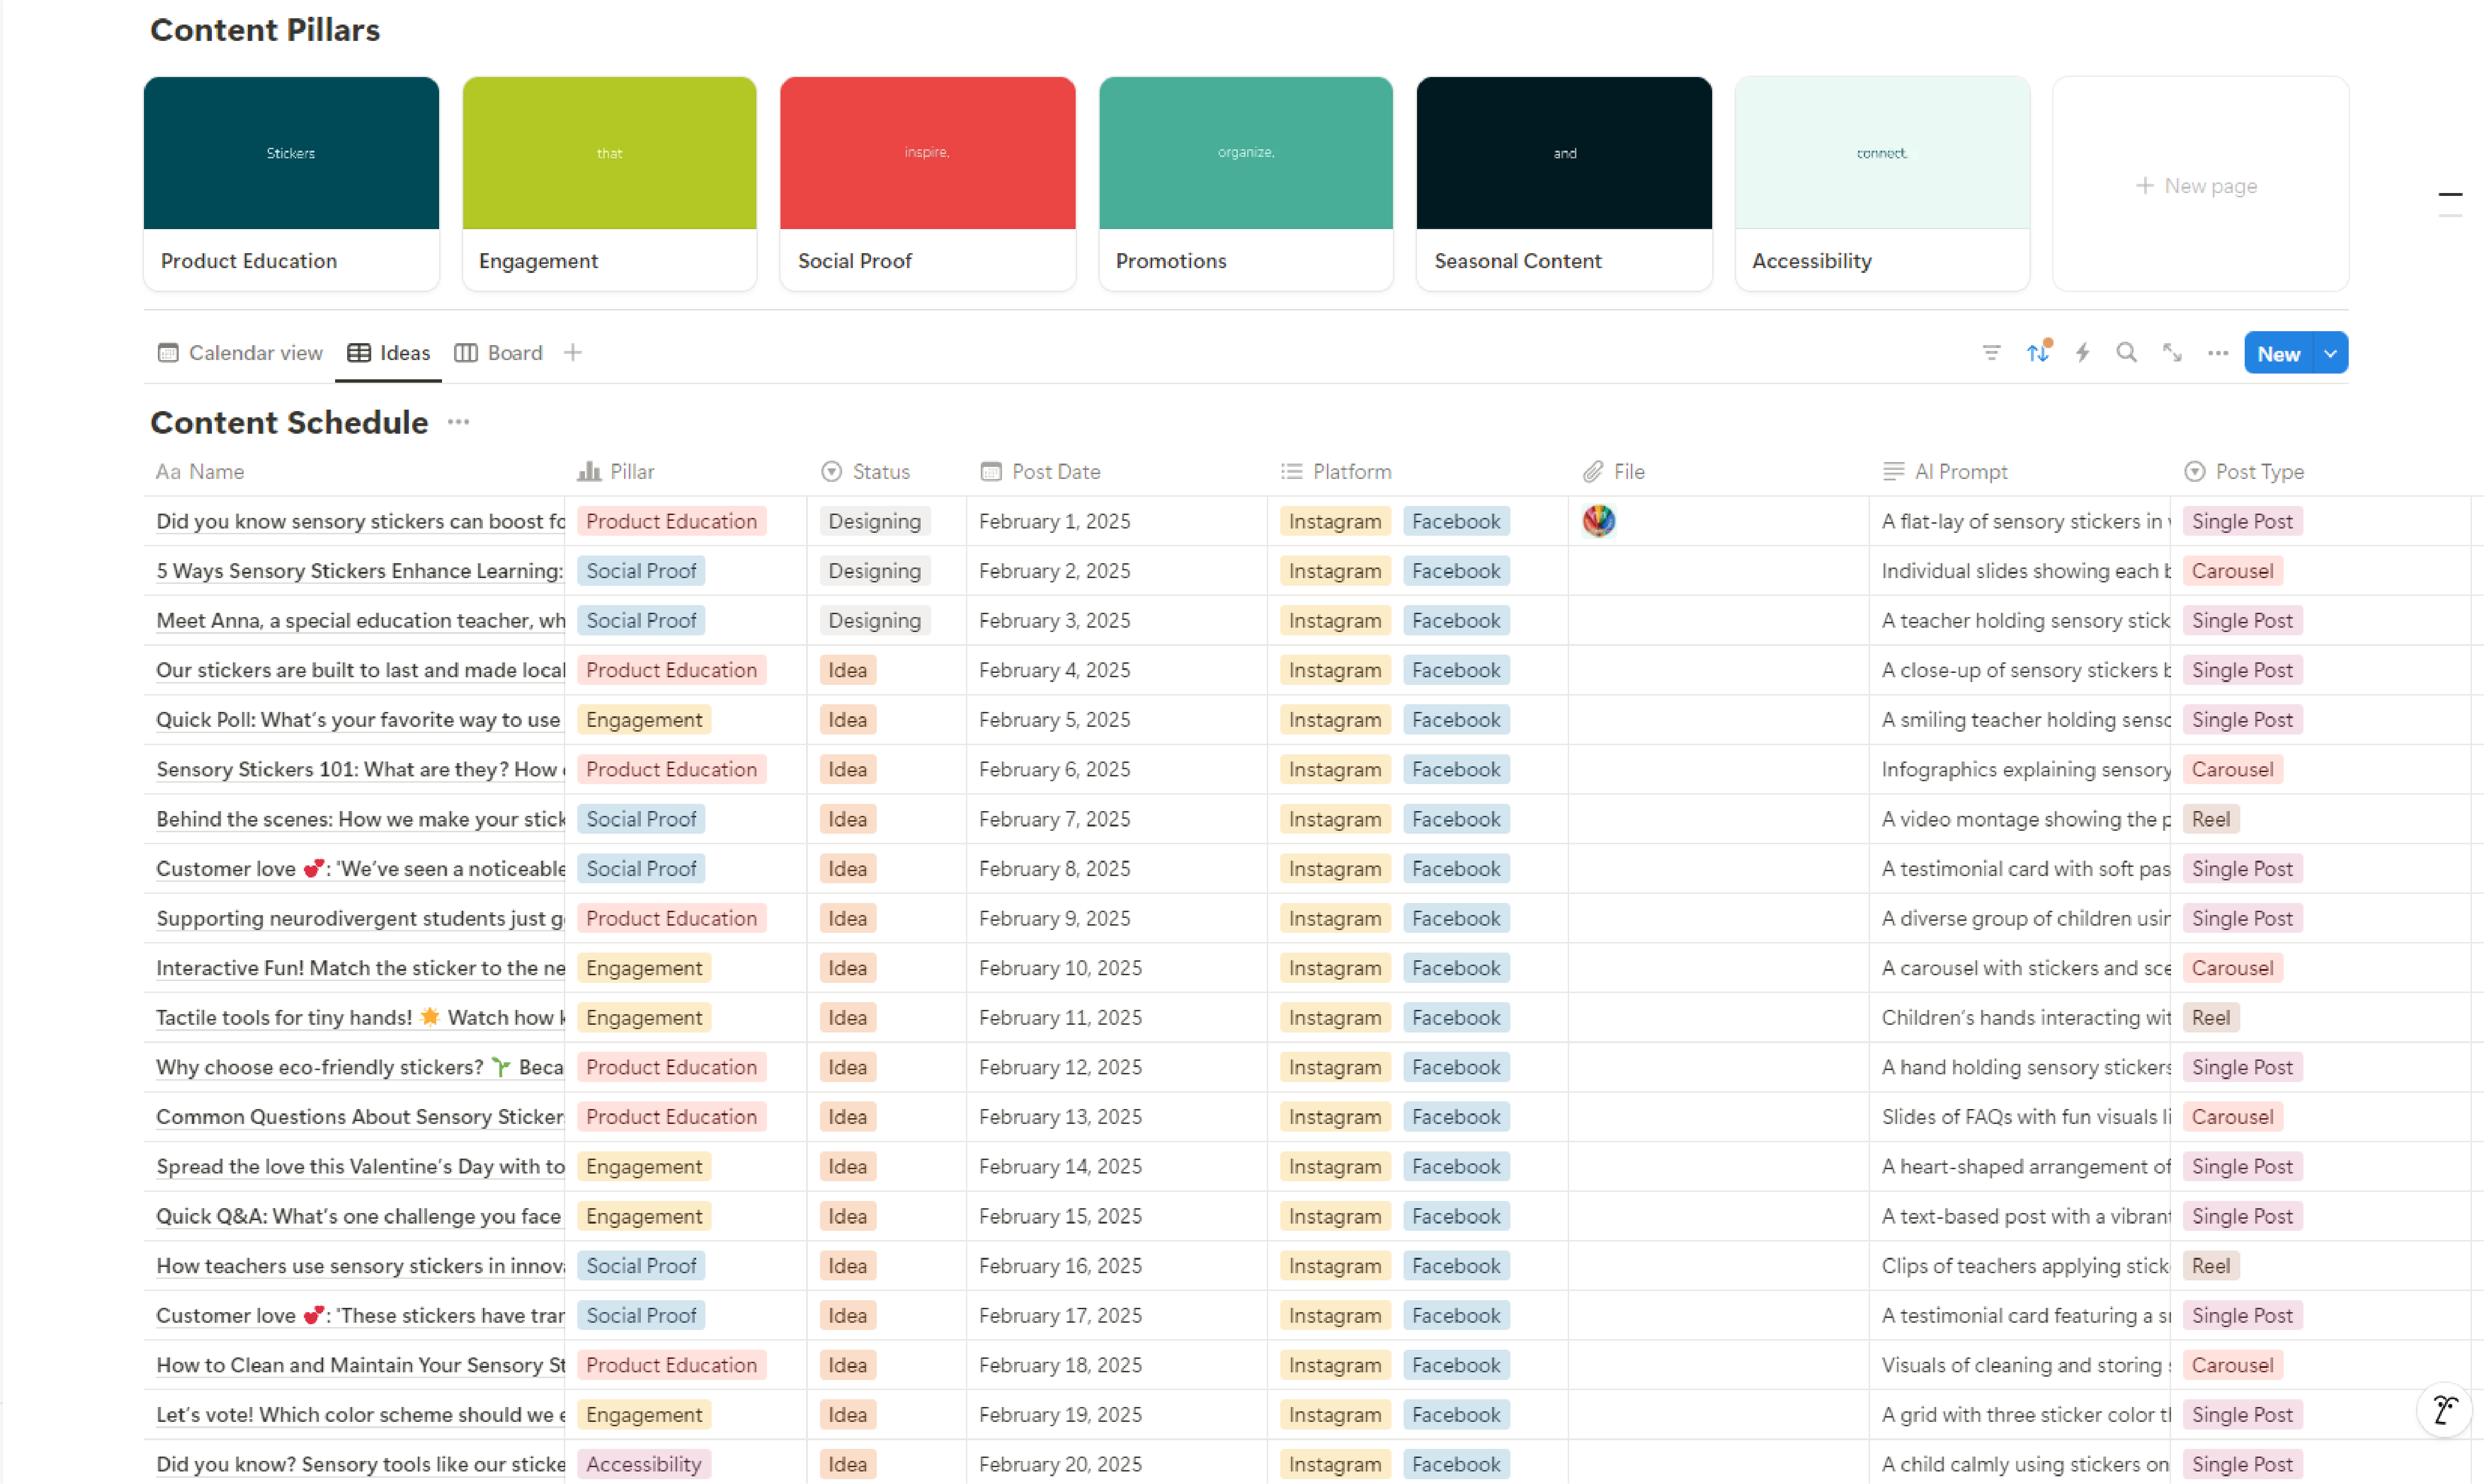 Content Pillars
Stickers that inspire, organize, and connect.
+ New page
Product Education Engagement Social Proof Promotions Seasonal Content Accessibility
Calendar view Ideas Board + New
Content Schedule ...
Aa Name Pillar Status Post Date Platform File AI Prompt Post Type
Did you know sensory stickers can boost fo Product Education Designing February 1, 2025 Instagram Facebook A flat-lay of sensory stickers in Single Post
5 Ways Sensory Stickers Enhance Learning: Social Proof Designing February 2, 2025 Instagram Facebook Individual slides showing each Carousel
Meet Anna, a special education teacher, wh Social Proof Designing February 3, 2025 Instagram Facebook A teacher holding sensory stick Single Post
Our stickers are built to last and made local Product Education Idea February 4, 2025 Instagram Facebook A close-up of sensory stickers Single Post
Quick Poll: What's your favorite way to use Engagement Idea February 5, 2025 Instagram Facebook A smiling teacher holding senso Single Post
Sensory Stickers 101: What are they? How Product Education Idea February 6, 2025 Instagram Facebook Infographics explaining sensory Carousel
Behind the scenes: How we make your stick Social Proof Idea February 7, 2025 Instagram Facebook A video montage showing the Reel
Customer love 💕: 'We've seen a noticeable Social Proof Idea February 8, 2025 Instagram Facebook A testimonial card with soft pas Single Post
Supporting neurodivergent students just g Product Education Idea February 9, 2025 Instagram Facebook A diverse group of children usin Single Post
Interactive Fun! Match the sticker to the ne Engagement Idea February 10, 2025 Instagram Facebook A carousel with stickers and sce Carousel
Tactile tools for tiny hands! 🌟 Watch how k Engagement Idea February 11, 2025 Instagram Facebook Children's hands interacting wit Reel
Why choose eco-friendly stickers? 🌱 Beca Product Education Idea February 12, 2025 Instagram Facebook A hand holding sensory stickers Single Post
Common Questions About Sensory Sticker Product Education Idea February 13, 2025 Instagram Facebook Slides of FAQs with fun visuals li Carousel
Spread the love this Valentine's Day with to Engagement Idea February 14, 2025 Instagram Facebook A heart-shaped arrangement of Single Post
Quick Q&A: What's one challenge you face Engagement Idea February 15, 2025 Instagram Facebook A text-based post with a vibrant Single Post
How teachers use sensory stickers in innova Social Proof Idea February 16, 2025 Instagram Facebook Clips of teachers applying stick Reel
Customer love 💕: 'These stickers have tran Social Proof Idea February 17, 2025 Instagram Facebook A testimonial card featuring a Single Post
How to Clean and Maintain Your Sensory St Product Education Idea February 18, 2025 Instagram Facebook Visuals of cleaning and storing Carousel
Let's vote! Which color scheme should we Engagement Idea February 19, 2025 Instagram Facebook A grid with three sticker color Single Post
Did you know? Sensory tools like our sticke Accessibility Idea February 20, 2025 Instagram Facebook A child calmly using stickers on Single Post